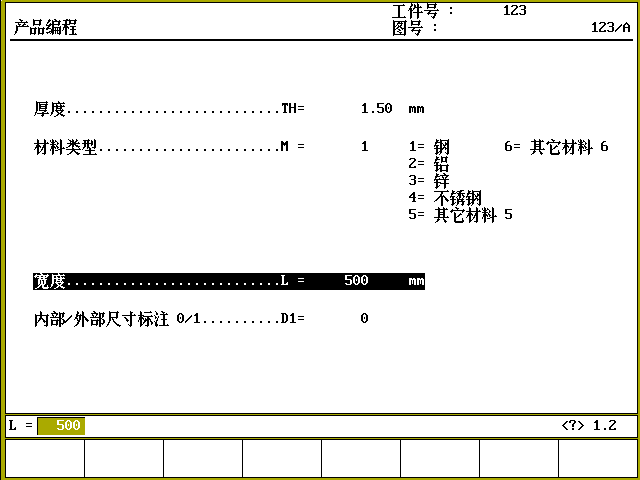 工件号 : 123
产品编程 图号 : 123/A
厚度...........................TH= 1.50 mm
材料类型.......................M = 1 1= 钢 6= 其它材料 6
2= 铝
3= 锌
4= 不锈钢
5= 其它材料 5
宽度...........................L = 500 mm
内部/外部尺寸标注 0/1..........D1= 0
L = 500 <?> 1.2